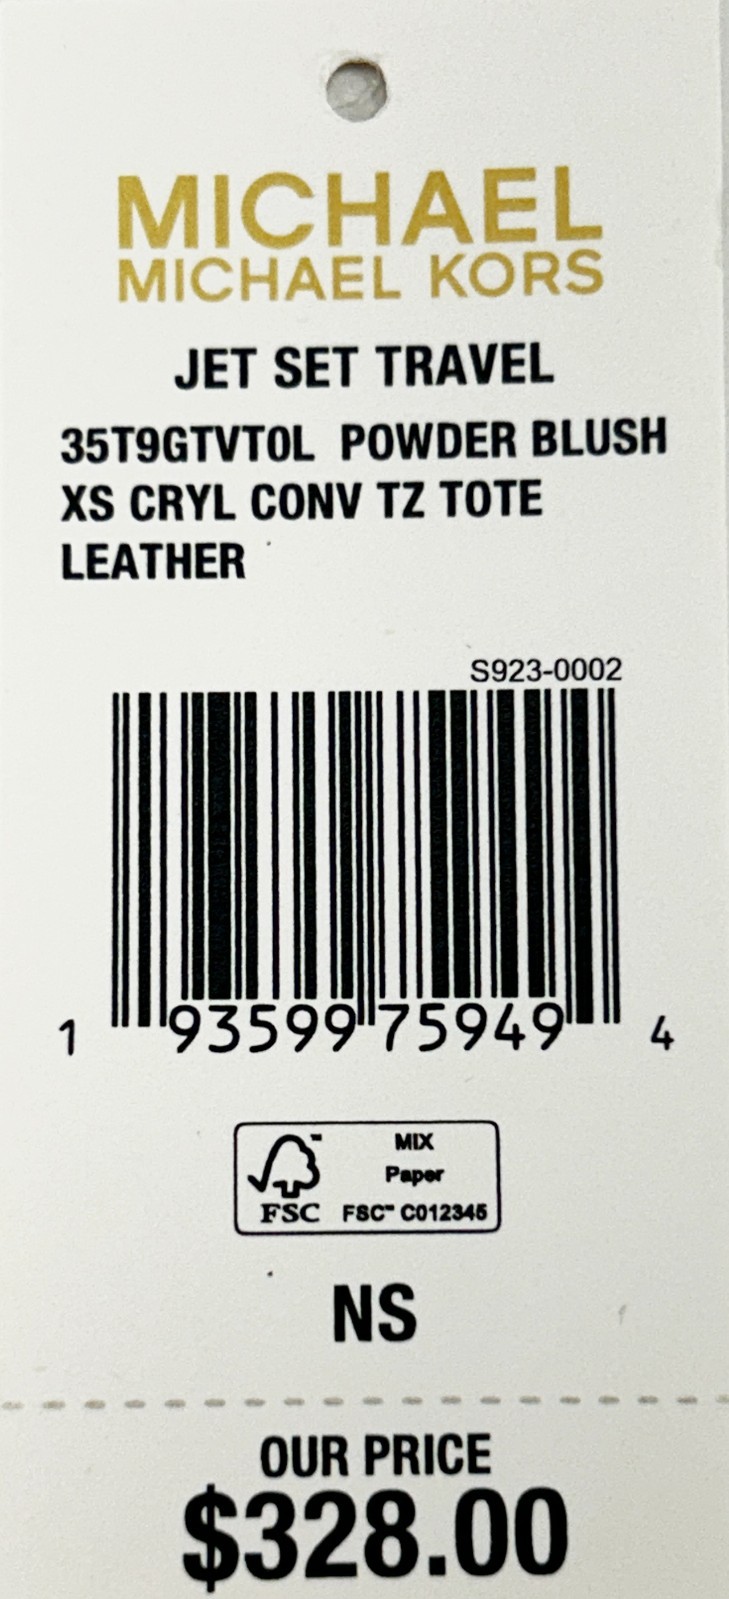 MICHAEL
MICHAEL KORS
JET SET TRAVEL
35T9GTVT0L POWDER BLUSH
XS CRYL CONV TZ TOTE
LEATHER
S923-0002
1 93599 75949 4
MIX
Paper
FSC™ C012345
FSC
NS
OUR PRICE
$328.00